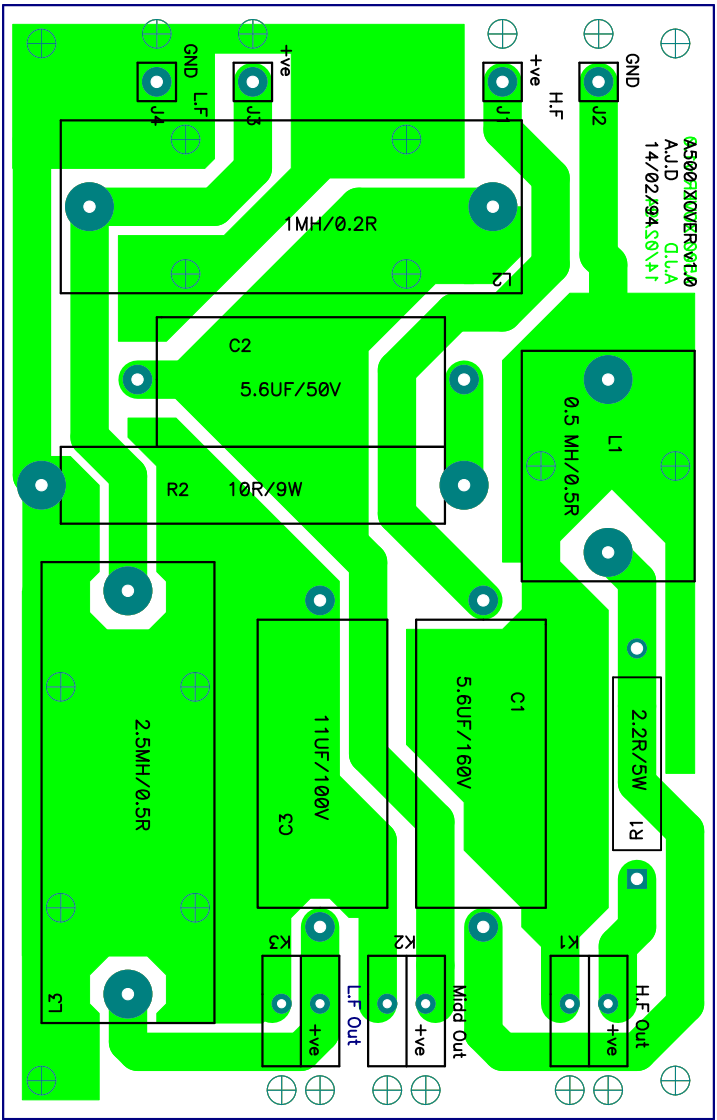 GND
+ve
+ve
GND
L.F
H.F
J4
J3
J1
J2
A500 XOVER v1.0
A.J.D
14/02/94
A.J.D
1MH/0.2R
L2
C2
5.6UF/50V
0.5 MH/0.5R
L1
R2 10R/9W
2.5MH/0.5R
L3
11UF/100V
C3
5.6UF/160V
C1
2.2R/5W
R1
K3
K2
K1
+ve
L.F Out
+ve
Midd Out
+ve
H.F Out